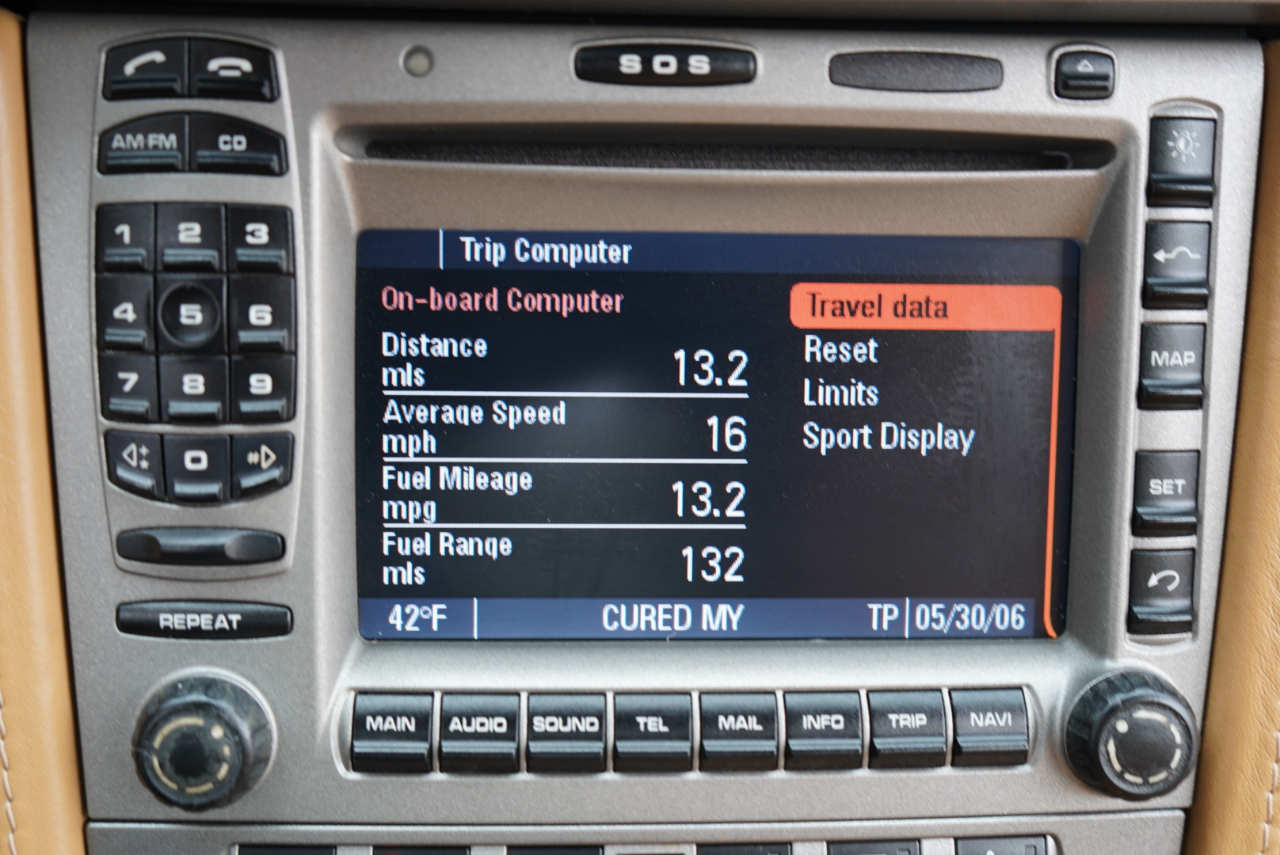 SOS
AM FM CD
1 2 3
4 5 6
7 8 9
0
REPEAT
Trip Computer
On-board Computer
Distance
mls 13.2
Average Speed
mph 16
Fuel Mileage
mpg 13.2
Fuel Range
mls 132
Travel data
Reset
Limits
Sport Display
42°F CURED MY TP 05/30/06
MAP
SET
MAIN AUDIO SOUND TEL MAIL INFO TRIP NAVI